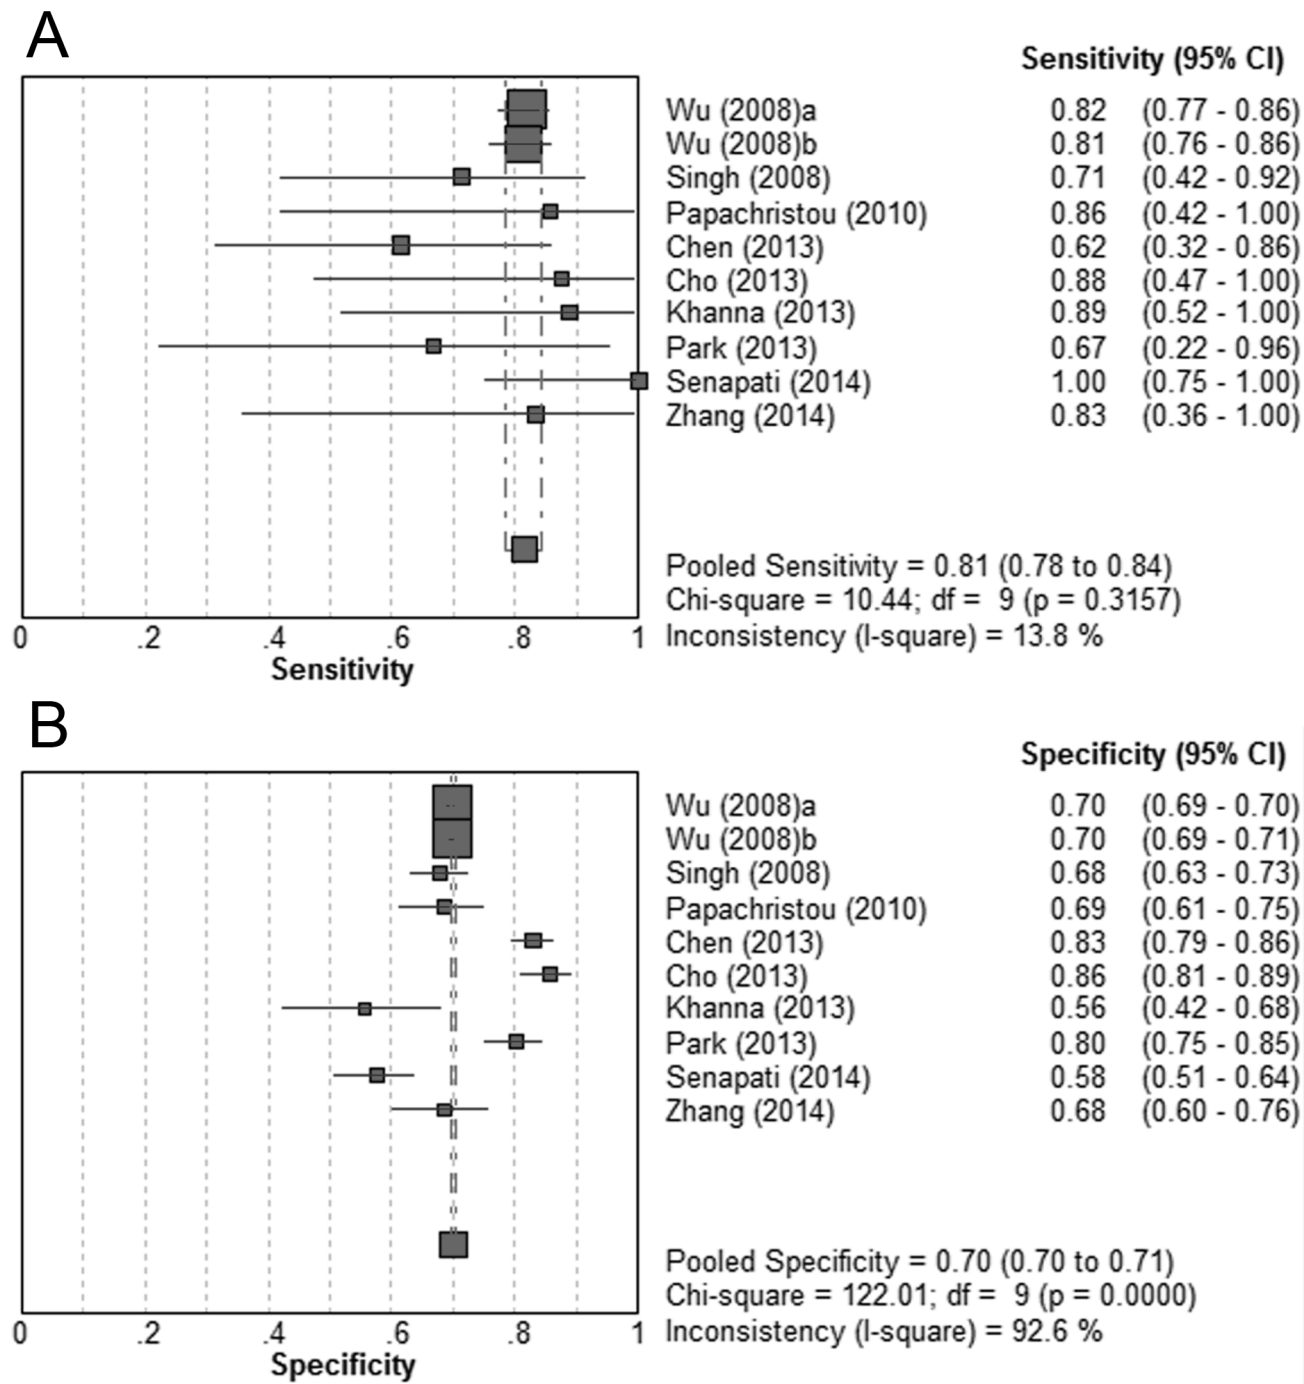 A
Sensitivity (95% CI)
Wu (2008)a 0.82 (0.77 - 0.86)
Wu (2008)b 0.81 (0.76 - 0.86)
Singh (2008) 0.71 (0.42 - 0.92)
Papachristou (2010) 0.86 (0.42 - 1.00)
Chen (2013) 0.62 (0.32 - 0.86)
Cho (2013) 0.88 (0.47 - 1.00)
Khanna (2013) 0.89 (0.52 - 1.00)
Park (2013) 0.67 (0.22 - 0.96)
Senapati (2014) 1.00 (0.75 - 1.00)
Zhang (2014) 0.83 (0.36 - 1.00)
Pooled Sensitivity = 0.81 (0.78 to 0.84)
Chi-square = 10.44; df = 9 (p = 0.3157)
Inconsistency (I-square) = 13.8 %
0 .2 .4 .6 .8 1
Sensitivity
B
Specificity (95% CI)
Wu (2008)a 0.70 (0.69 - 0.70)
Wu (2008)b 0.70 (0.69 - 0.71)
Singh (2008) 0.68 (0.63 - 0.73)
Papachristou (2010) 0.69 (0.61 - 0.75)
Chen (2013) 0.83 (0.79 - 0.86)
Cho (2013) 0.86 (0.81 - 0.89)
Khanna (2013) 0.56 (0.42 - 0.68)
Park (2013) 0.80 (0.75 - 0.85)
Senapati (2014) 0.58 (0.51 - 0.64)
Zhang (2014) 0.68 (0.60 - 0.76)
Pooled Specificity = 0.70 (0.70 to 0.71)
Chi-square = 122.01; df = 9 (p = 0.0000)
Inconsistency (I-square) = 92.6 %
0 .2 .4 .6 .8 1
Specificity